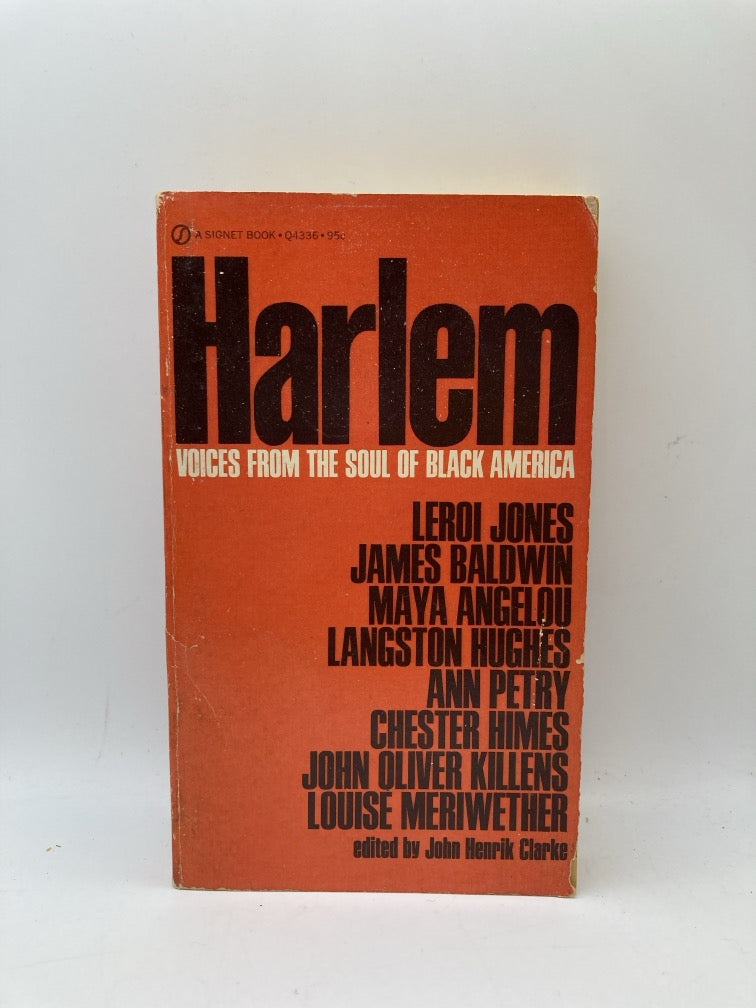 A SIGNET BOOK • Q4336 • 95¢
Harlem
VOICES FROM THE SOUL OF BLACK AMERICA
LEROI JONES
JAMES BALDWIN
MAYA ANGELOU
LANGSTON HUGHES
ANN PETRY
CHESTER HIMES
JOHN OLIVER KILLENS
LOUISE MERIWETHER
edited by John Henrik Clarke